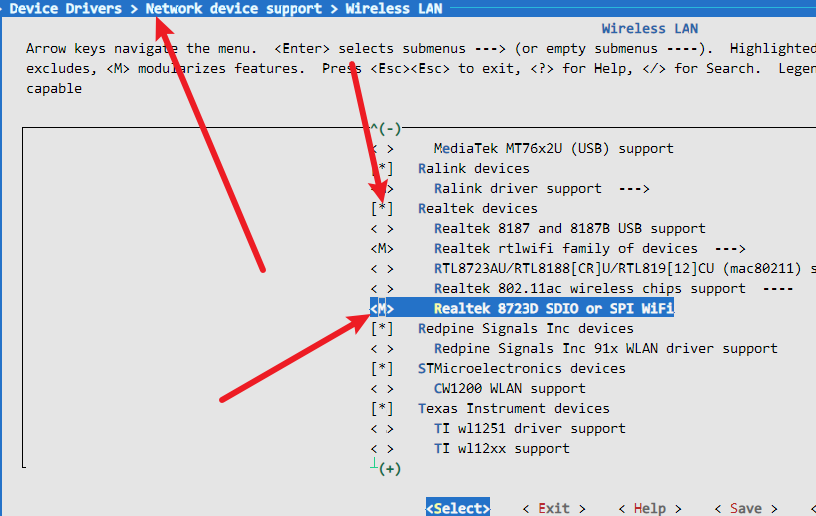 Device Drivers > Network device support > Wireless LAN
Wireless LAN
Arrow keys navigate the menu. <Enter> selects submenus ---> (or empty submenus ----). Highlighted
excludes, <M> modularizes features. Press <Esc><Esc> to exit, <?> for Help, </> for Search. Legen
capable
^(-)
< > MediaTek MT76x2U (USB) support
[*] Ralink devices
Ralink driver support --->
[*] Realtek devices
< > Realtek 8187 and 8187B USB support
<M> Realtek rtlwifi family of devices --->
< > RTL8723AU/RTL8188[CR]U/RTL819[12]CU (mac80211) s
< > Realtek 802.11ac wireless chips support ----
<M> Realtek 8723D SDIO or SPI WiFi
[*] Redpine Signals Inc devices
< > Redpine Signals Inc 91x WLAN driver support
[*] STMicroelectronics devices
< > CW1200 WLAN support
[*] Texas Instrument devices
< > TI wl1251 driver support
< > TI wl12xx support
(+)
<Select> < Exit > < Help > < Save > <